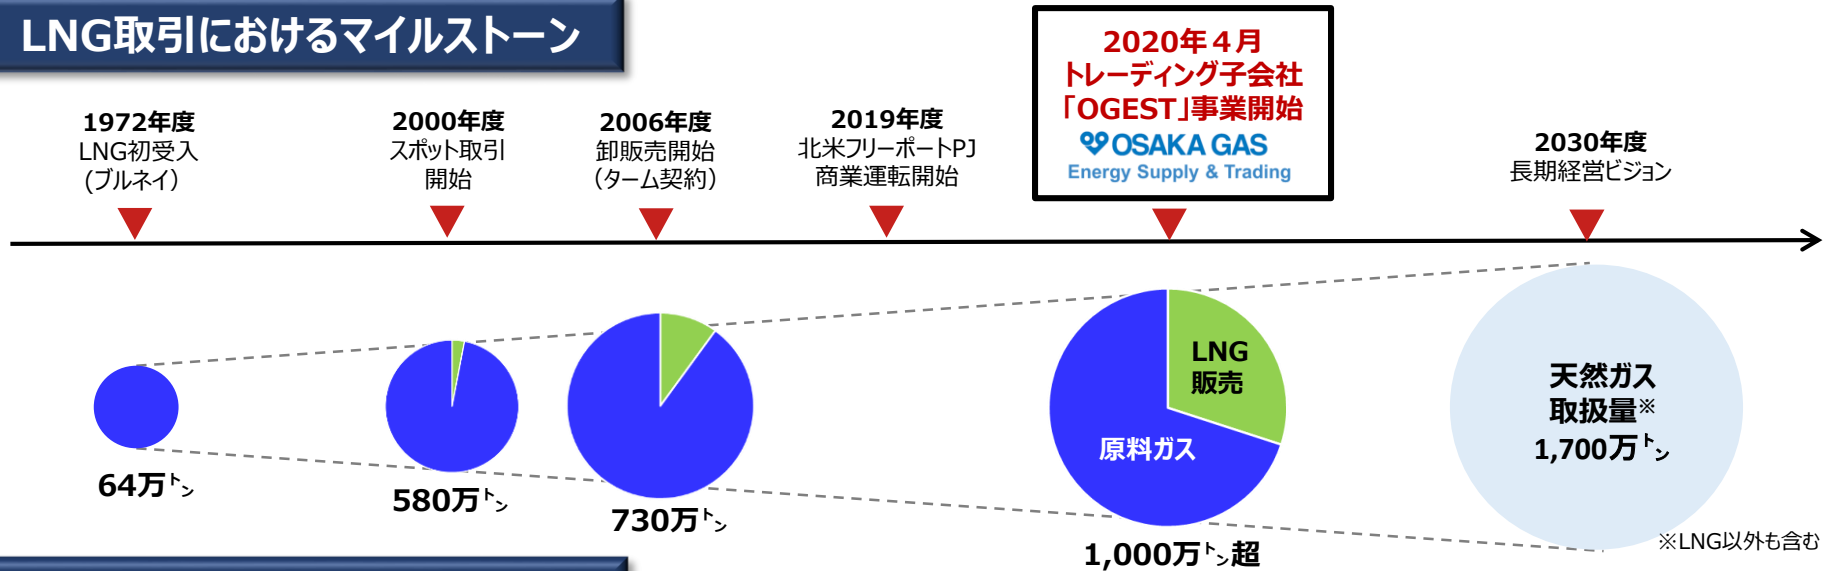 LNG取引におけるマイルストーン
1972年度
LNG初受入
(ブルネイ)
2000年度
スポット取引
開始
2006年度
卸販売開始
(ターム契約)
2019年度
北米フリーポートPJ
商業運転開始
2020年4月
トレーディング子会社
「OGEST」事業開始
OSAKA GAS
Energy Supply & Trading
2030年度
長期経営ビジョン
64万トン
580万トン
730万トン
LNG
販売
原料ガス
1,000万トン超
天然ガス
取扱量※
1,700万トン
※LNG以外も含む